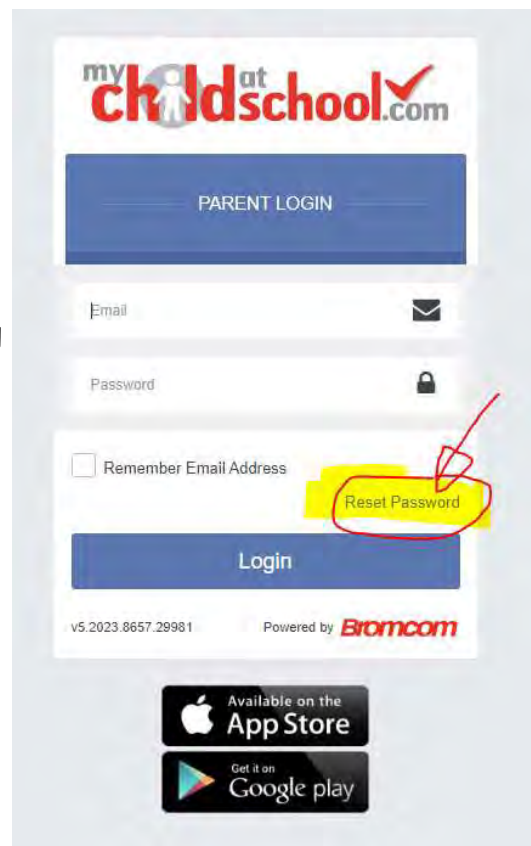 my child at school.com
PARENT LOGIN
Email
Password
Remember Email Address
Reset Password
Login
v5.2023.8657.29981 Powered by Bromcom
Available on the
App Store
Get it on
Google play